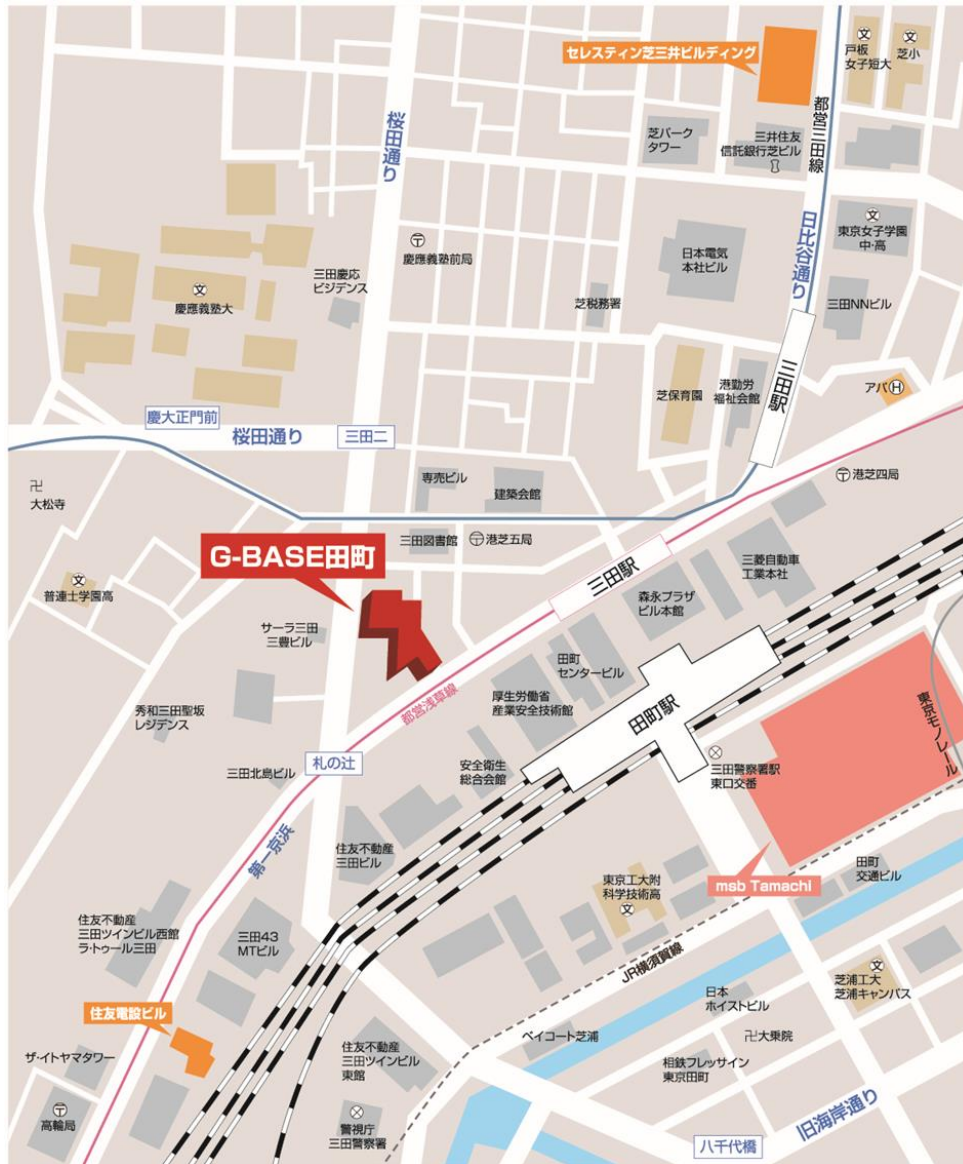 セレスティン芝三井ビルディング
戸板
女子短大
芝小
都営三田線
桜田通り
芝パーク
タワー
三井住友
信託銀行芝ビル
東京女子学園
中・高
日比谷通り
慶應義塾前局
日本電気
本社ビル
三田慶応
ビジデンス
慶應義塾大
芝税務署
三田NNビル
三田駅
芝保育園
港勤労
福祉会館
アパ
H
慶大正門前
桜田通り
三田二
専売ビル
建築会館
港芝四局
大松寺
三田図書館
港芝五局
G-BASE田町
三田駅
三菱自動車
工業本社
普連土学園高
森永プラザ
ビル本館
サーラ三田
三豊ビル
田町
センタービル
都営浅草線
厚生労働省
産業安全技術館
田町駅
秀和三田聖坂
レジデンス
東京モノレール
札の辻
安全衛生
総合会館
三田警察署駅
東口交番
三田北島ビル
第一京浜
住友不動産
三田ビル
msb Tamachi
田町
交通ビル
東京工大附
科学技術高
住友不動産
三田ツインビル西館
ラ・トゥール三田
三田43
MTビル
JR横須賀線
芝浦工大
芝浦キャンパス
日本
ホイストビル
住友電設ビル
ベイコート芝浦
卍大乗院
ザ・イトヤマタワー
住友不動産
三田ツインビル
東館
相鉄フレッサイン
東京田町
高輪局
警視庁
三田警察署
旧海岸通り
八千代橋